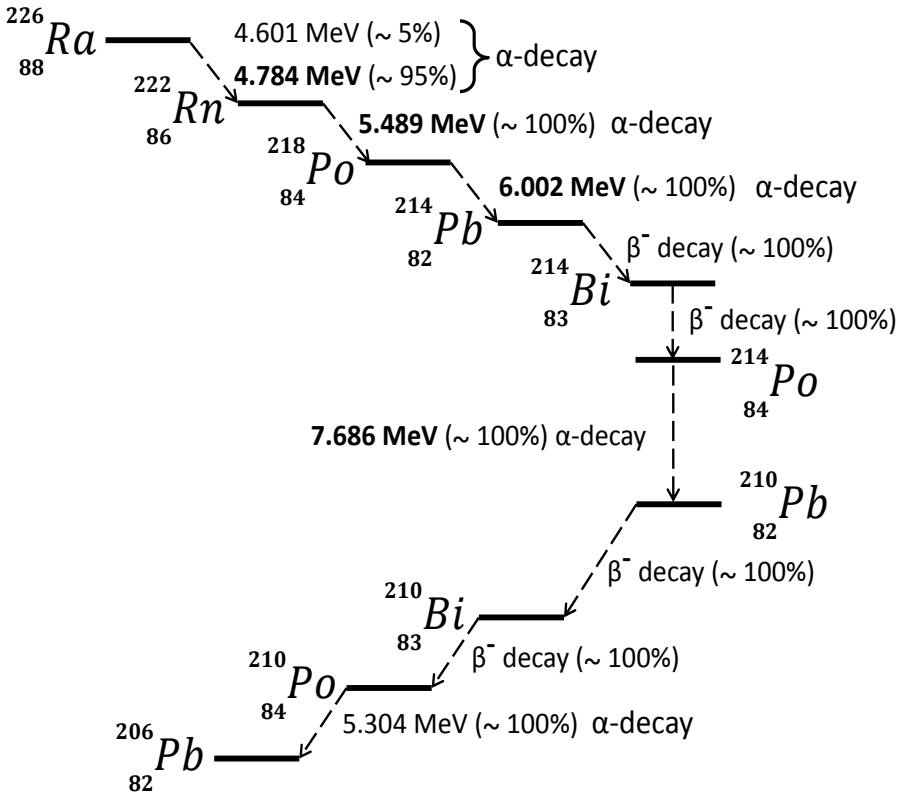 226
88 Ra 4.601 MeV (~ 5%)
4.784 MeV (~ 95%) α-decay
222
86 Rn 5.489 MeV (~ 100%) α-decay
218
84 Po 6.002 MeV (~ 100%) α-decay
214
82 Pb β⁻ decay (~ 100%)
214
83 Bi β⁻ decay (~ 100%)
214
84 Po
7.686 MeV (~ 100%) α-decay
210
82 Pb
β⁻ decay (~ 100%)
210
83 Bi
β⁻ decay (~ 100%)
210
84 Po
5.304 MeV (~ 100%) α-decay
206
82 Pb